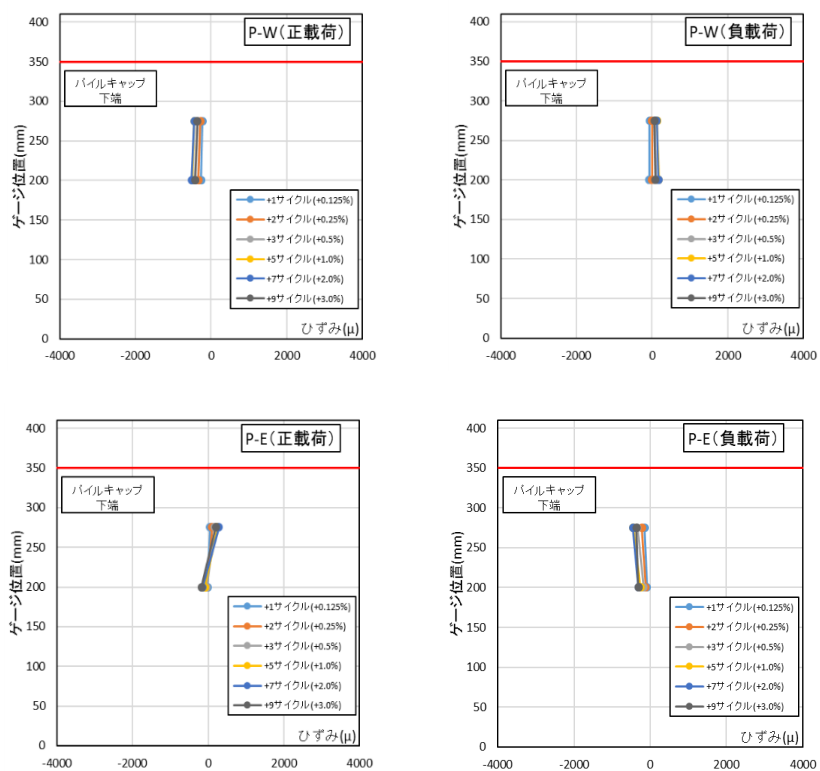 P-W(正載荷)
400
350
300
250
200
150
100
50
0
ゲージ位置(mm)
パイルキャップ
下端
+1サイクル(+0.125%)
+2サイクル(+0.25%)
+3サイクル(+0.5%)
+5サイクル(+1.0%)
+7サイクル(+2.0%)
+9サイクル(+3.0%)
ひずみ(μ)
-4000 -2000 0 2000 4000
P-W(負載荷)
400
350
300
250
200
150
100
50
0
ゲージ位置(mm)
パイルキャップ
下端
+1サイクル(+0.125%)
+2サイクル(+0.25%)
+3サイクル(+0.5%)
+5サイクル(+1.0%)
+7サイクル(+2.0%)
+9サイクル(+3.0%)
ひずみ(μ)
-4000 -2000 0 2000 4000
P-E(正載荷)
400
350
300
250
200
150
100
50
0
ゲージ位置(mm)
パイルキャップ
下端
+1サイクル(+0.125%)
+2サイクル(+0.25%)
+3サイクル(+0.5%)
+5サイクル(+1.0%)
+7サイクル(+2.0%)
+9サイクル(+3.0%)
ひずみ(μ)
-4000 -2000 0 2000 4000
P-E(負載荷)
400
350
300
250
200
150
100
50
0
ゲージ位置(mm)
パイルキャップ
下端
+1サイクル(+0.125%)
+2サイクル(+0.25%)
+3サイクル(+0.5%)
+5サイクル(+1.0%)
+7サイクル(+2.0%)
+9サイクル(+3.0%)
ひずみ(μ)
-4000 -2000 0 2000 4000